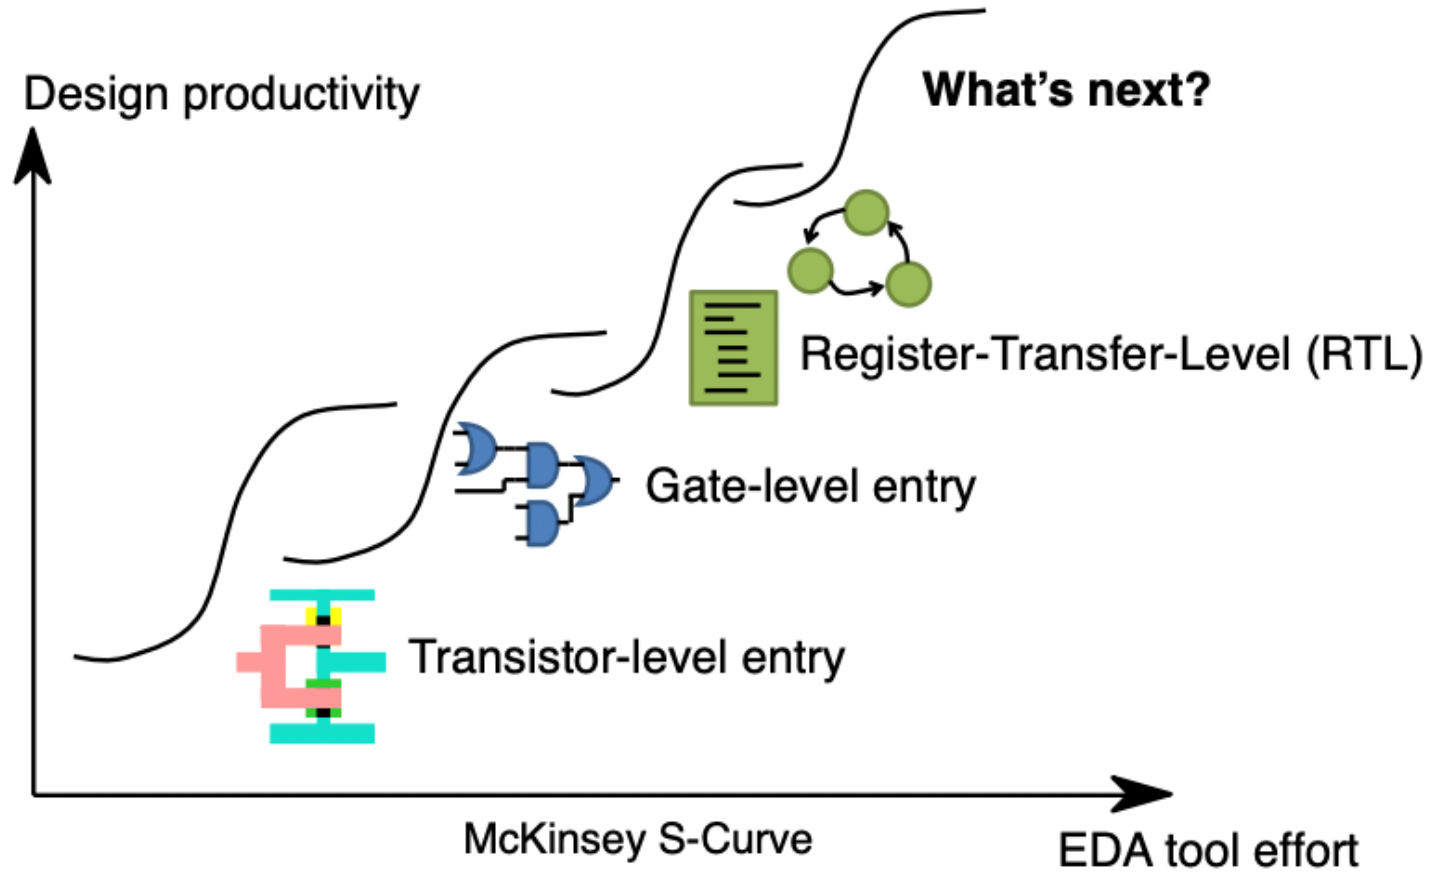 Design productivity
What's next?
Register-Transfer-Level (RTL)
Gate-level entry
Transistor-level entry
McKinsey S-Curve
EDA tool effort